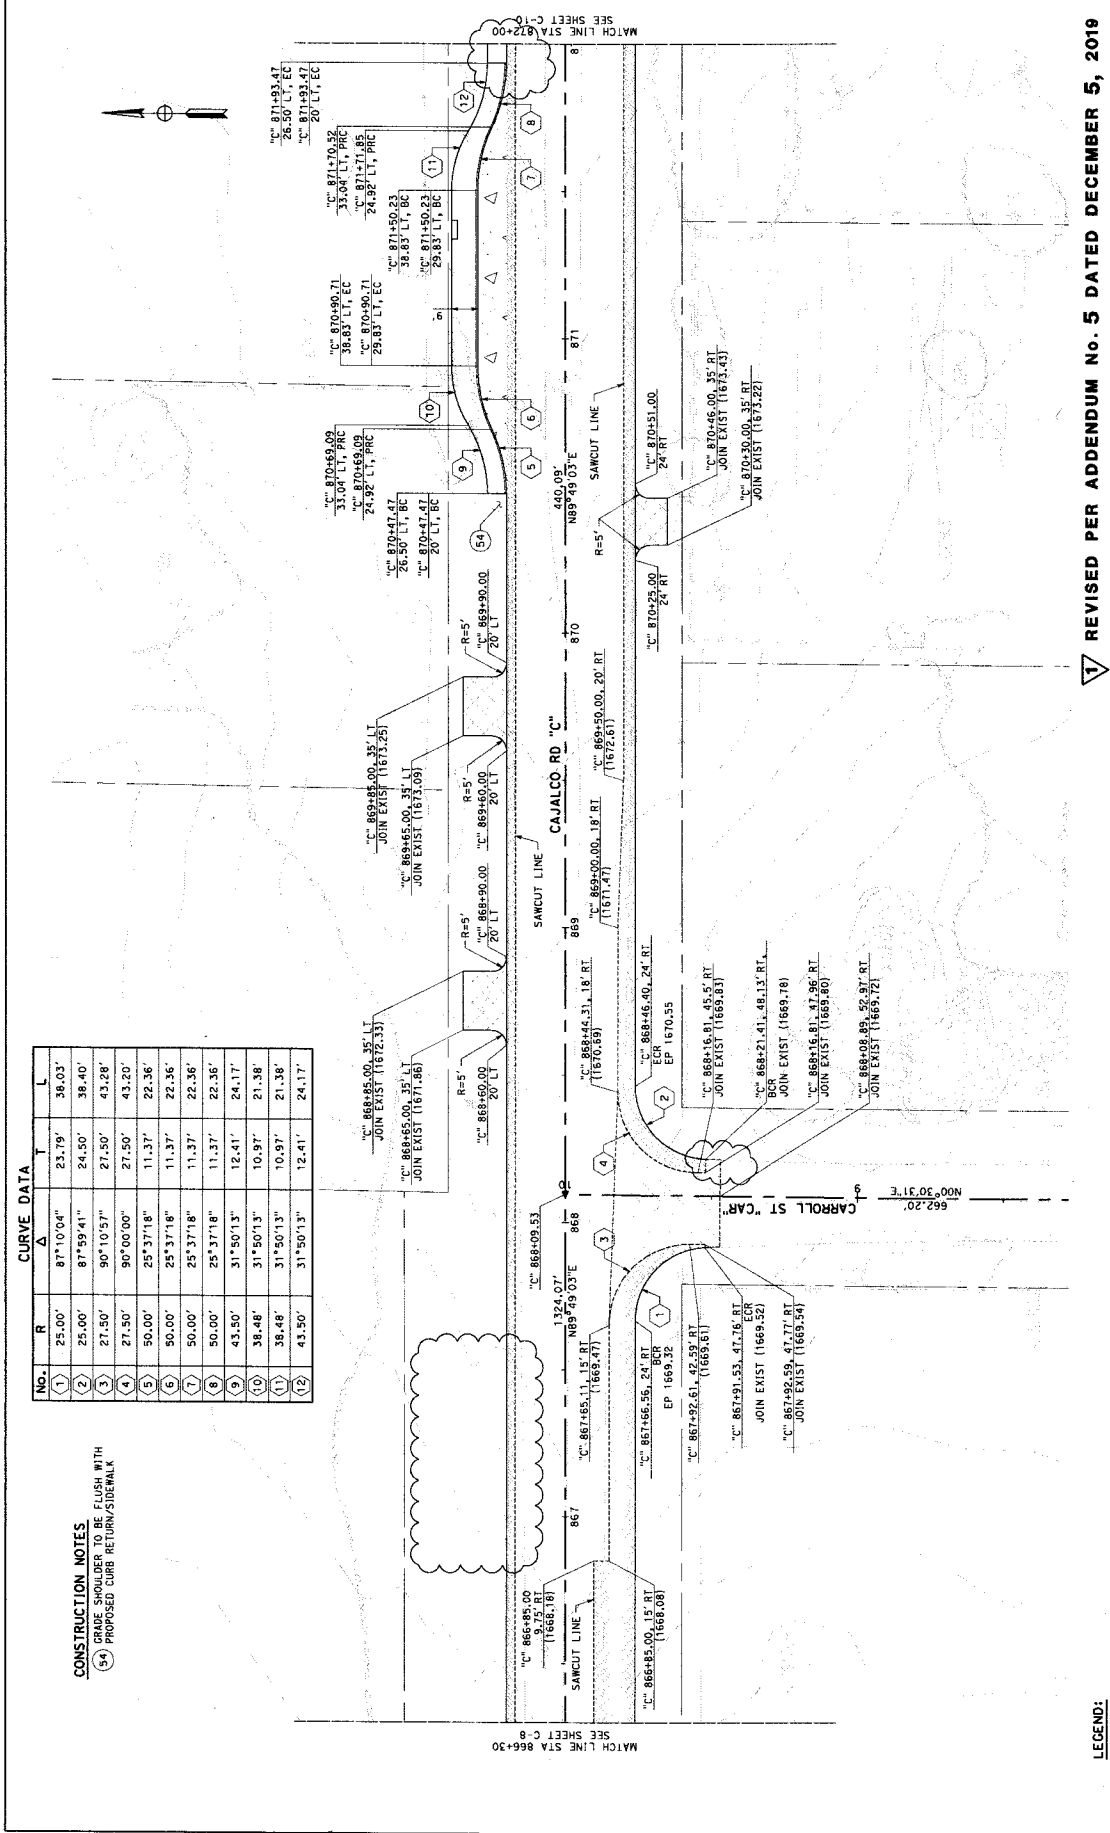 CONSTRUCTION NOTES
54 GRADE SHOULDER TO BE FLUSH WITH
PROPOSED CURB RETURN/SIDEWALK
CURVE DATA
No. R Δ T L
1 25.00' 87°10'04" 23.79' 38.03'
2 25.00' 87°59'41" 24.50' 38.40'
3 27.50' 90°10'57" 27.50' 43.28'
4 27.50' 90°00'00" 27.50' 43.20'
5 50.00' 25°37'18" 11.37' 22.36'
6 50.00' 25°37'18" 11.37' 22.36'
7 50.00' 25°37'18" 11.37' 22.36'
8 50.00' 25°37'18" 11.37' 22.36'
9 43.50' 31°50'13" 12.41' 24.17'
10 38.48' 31°50'13" 10.97' 21.38'
11 38.48' 31°50'13" 10.97' 21.38'
12 43.50' 31°50'13" 12.41' 24.17'
"C" 868+85.00, 35' LT
JOIN EXIST (1672.33)
"C" 868+65.00, 35' LT
JOIN EXIST (1671.86)
R=5'
"C" 868+60.00
20' LT
R=5'
"C" 868+90.00
20' LT
"C" 869+85.00, 35' LT
JOIN EXIST (1673.25)
"C" 869+65.00, 35' LT
JOIN EXIST (1673.09)
R=5'
"C" 869+60.00
20' LT
R=5'
"C" 869+90.00
20' LT
"C" 870+69.09
33.04' LT, PRC
"C" 870+69.09
24.92' LT, PRC
"C" 870+47.47
26.50' LT, BC
"C" 870+47.47
20' LT, BC
54
"C" 870+90.71
38.83' LT, EC
"C" 870+90.71
29.83' LT, EC
"C" 871+50.23
38.83' LT, BC
"C" 871+50.23
29.83' LT, BC
"C" 871+70.52
33.04' LT, PRC
"C" 871+71.85
24.92' LT, PRC
"C" 871+93.47
26.50' LT, EC
"C" 871+93.47
20' LT, EC
9
10
11
12
5
6
7
8
6'
MATCH LINE STA 866+30
SEE SHEET C-8
MATCH LINE STA 872+00
SEE SHEET C-10
SAWCUT LINE
CAJALCO RD "C"
867
868
869
870
871
8
"C" 868+09.53
10
1324.07'
N89°49'03"E
440.09'
N89°49'03"E
"C" 866+85.00
9.75' RT
(1668.18)
SAWCUT LINE
"C" 866+85.00, 15' RT
(1668.08)
"C" 867+65.11, 15' RT
(1669.47)
"C" 867+66.56, 24' RT
BCR
EP 1669.32
"C" 867+92.61, 42.59' RT
(1669.61)
"C" 867+91.53, 47.76' RT
ECR
JOIN EXIST (1669.52)
"C" 867+92.59, 47.77' RT
JOIN EXIST (1669.54)
1
3
4
2
CARROLL ST "CAR"
9
662.20'
N00°30'31"E
"C" 868+44.31, 18' RT
(1670.69)
"C" 868+46.40, 24' RT
ECR
EP 1670.55
"C" 868+16.81, 45.5' RT
(1669.83)
"C" 868+21.41, 48.13' RT
BCR
JOIN EXIST (1669.78)
"C" 868+16.81, 47.96' RT
JOIN EXIST (1669.80)
"C" 868+08.89, 52.97' RT
JOIN EXIST (1669.72)
"C" 869+00.00, 18' RT
(1671.47)
"C" 869+50.00, 20' RT
(1672.61)
SAWCUT LINE
R=5'
"C" 870+25.00
24' RT
"C" 870+51.00
24' RT
"C" 870+46.00, 35' RT
JOIN EXIST (1673.43)
"C" 870+30.00, 35' RT
JOIN EXIST (1673.22)
LEGEND:
1 REVISED PER ADDENDUM No. 5 DATED DECEMBER 5, 2019